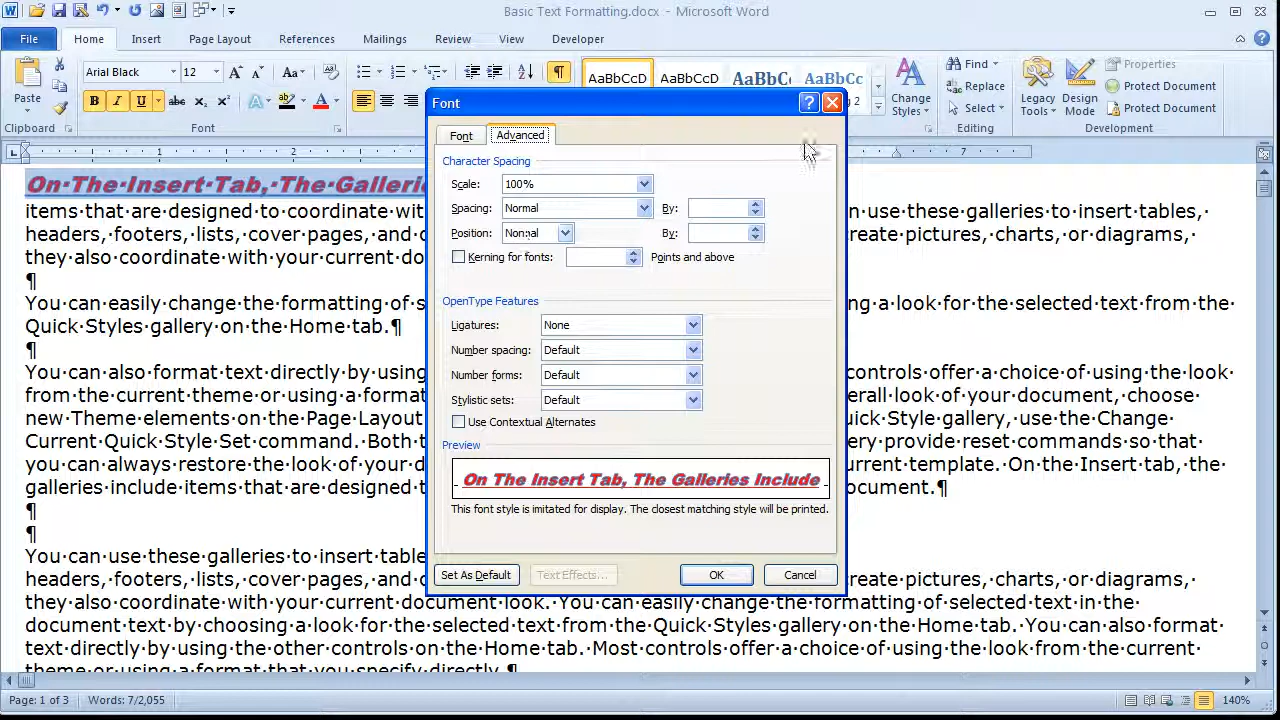 Basic Text Formatting.docx - Microsoft Word
File Home Insert Page Layout References Mailings Review View Developer
Arial Black 12 Aa
AaBbCcD AaBbCcD AaBbC AaBbCc
Find Properties
Paste
Replace Protect Document
B I U abc x₂ x² A ab A
2 Change Styles
Select
Legacy Tools Design Mode
Protect Document
Clipboard Font Editing Development
1 7
Font
Font Advanced
Character Spacing
Scale: 100%
Spacing: Normal By:
Position: Normal By:
Kerning for fonts: Points and above
OpenType Features
Ligatures: None
Number spacing: Default
Number forms: Default
Stylistic sets: Default
Use Contextual Alternates
Preview
On The Insert Tab, The Galleries Include
This font style is imitated for display. The closest matching style will be printed.
Set As Default Text Effects... OK Cancel
On·The·Insert·Tab,·The·Gallerie
items·that·are·designed·to·coordinate·wit n·use·these·galleries·to·insert·tables,·
headers,·footers,·lists,·cover·pages,·and· reate·pictures,·charts,·or·diagrams,·
they·also·coordinate·with·your·current·do
¶
You·can·easily·change·the·formatting·of·s ng·a·look·for·the·selected·text·from·the·
Quick·Styles·gallery·on·the·Home·tab.¶
¶
You·can·also·format·text·directly·by·using controls·offer·a·choice·of·using·the·look·
from·the·current·theme·or·using·a·forma erall·look·of·your·document,·choose·
new·Theme·elements·on·the·Page·Layout uick·Style·gallery,·use·the·Change·
Current·Quick·Style·Set·command.·Both·t ery·provide·reset·commands·so·that·
you·can·always·restore·the·look·of·your·d urrent·template.·On·the·Insert·tab,·the·
galleries·include·items·that·are·designed·t ocument.¶
¶
¶
You·can·use·these·galleries·to·insert·table
headers,·footers,·lists,·cover·pages,·and· reate·pictures,·charts,·or·diagrams,·
they·also·coordinate·with·your·current·document·look.·You·can·easily·change·the·formatting·of·selected·text·in·the·
document·text·by·choosing·a·look·for·the·selected·text·from·the·Quick·Styles·gallery·on·the·Home·tab.·You·can·also·format·
text·directly·by·using·the·other·controls·on·the·Home·tab.·Most·controls·offer·a·choice·of·using·the·look·from·the·current·
theme·or·using·a·format·that·you·specify·directly.¶
Page: 1 of 3 Words: 7/2,055 140%